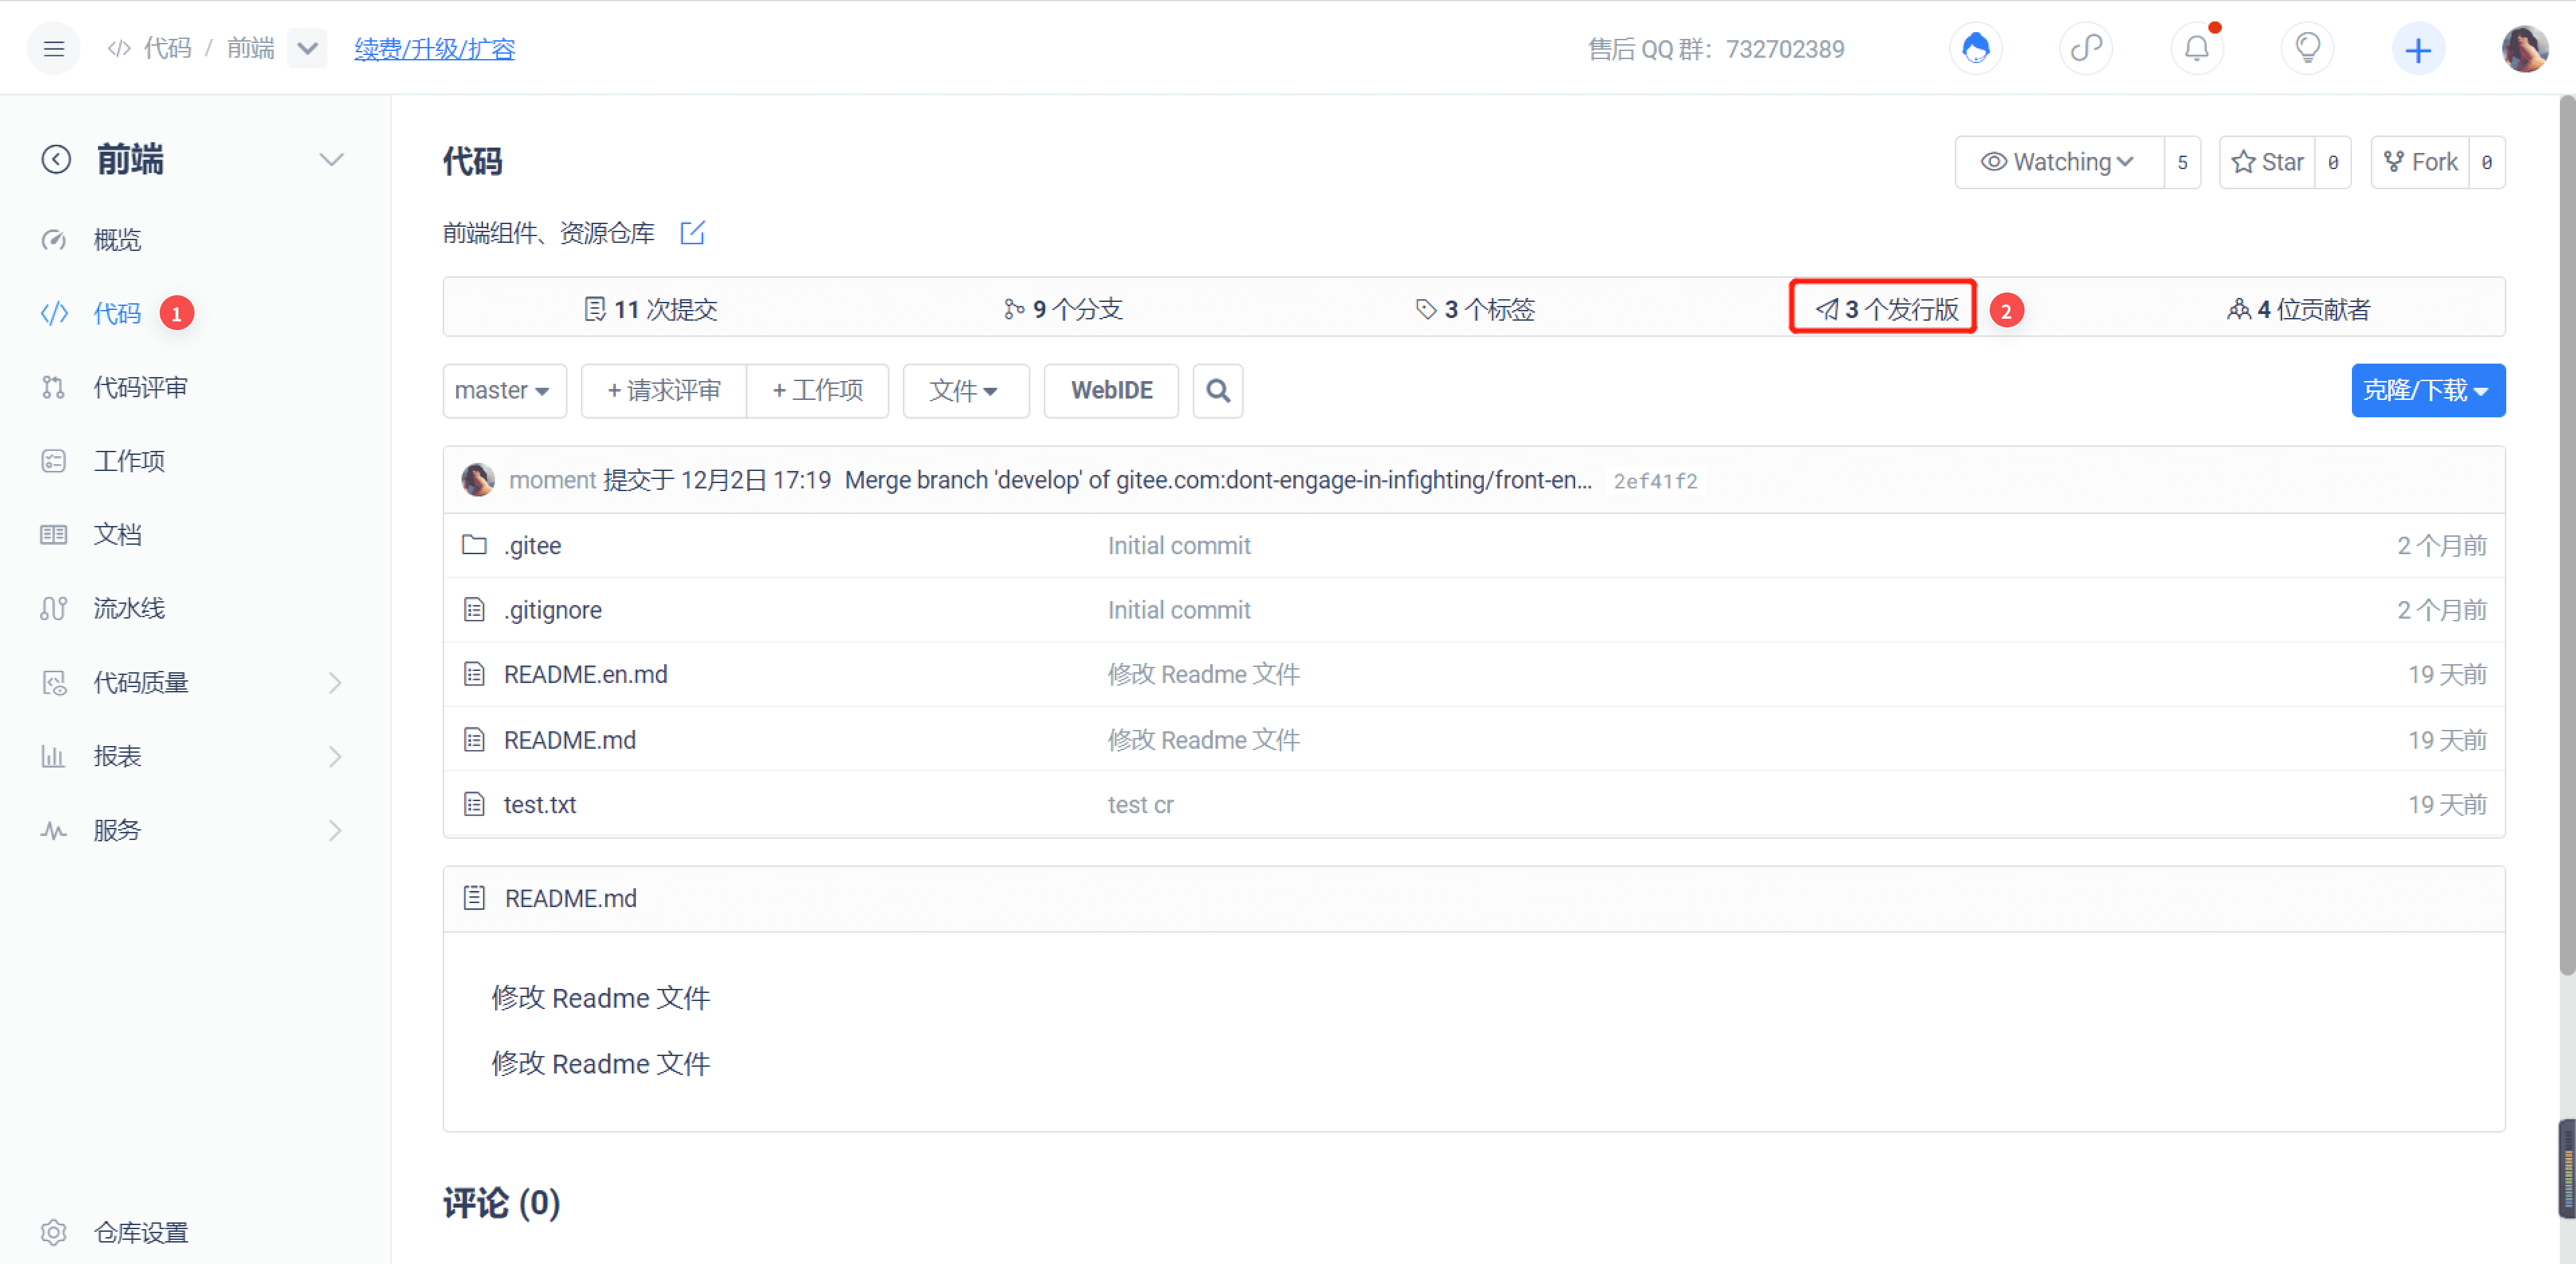 代码 / 前端 续费/升级/扩容 售后 QQ 群：732702389
前端
概览
代码 1
代码评审
工作项
文档
流水线
代码质量
报表
服务
仓库设置
代码 Watching 5 Star 0 Fork 0
前端组件、资源仓库
11 次提交 9 个分支 3 个标签 3 个发行版 2 4 位贡献者
master + 请求评审 + 工作项 文件 WebIDE 克隆/下载
moment 提交于 12月2日 17:19 Merge branch 'develop' of gitee.com:dont-engage-in-infighting/front-en... 2ef41f2
.gitee Initial commit 2 个月前
.gitignore Initial commit 2 个月前
README.en.md 修改 Readme 文件 19 天前
README.md 修改 Readme 文件 19 天前
test.txt test cr 19 天前
README.md
修改 Readme 文件
修改 Readme 文件
评论 (0)